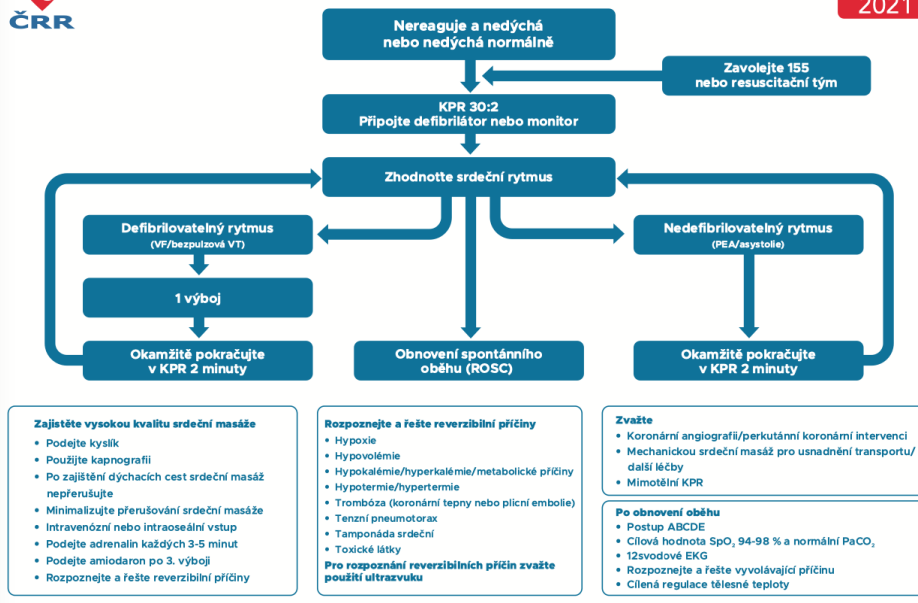 ČRR
2021
Nereaguje a nedýchá
nebo nedýchá normálně
Zavolejte 155
nebo resuscitační tým
KPR 30:2
Připojte defibrilátor nebo monitor
Zhodnoťte srdeční rytmus
Defibrilovatelný rytmus
(VF/bezpulzová VT)
Nedefibrilovatelný rytmus
(PEA/asystolie)
1 výboj
Okamžitě pokračujte
v KPR 2 minuty
Obnovení spontánního
oběhu (ROSC)
Okamžitě pokračujte
v KPR 2 minuty
Zajistěte vysokou kvalitu srdeční masáže
• Podejte kyslík
• Použijte kapnografii
• Po zajištění dýchacích cest srdeční masáž
nepřerušujte
• Minimalizujte přerušování srdeční masáže
• Intravenózní nebo intraoseální vstup
• Podejte adrenalin každých 3-5 minut
• Podejte amiodaron po 3. výboji
• Rozpoznejte a řešte reverzibilní příčiny
Rozpoznejte a řešte reverzibilní příčiny
• Hypoxie
• Hypovolémie
• Hypokalémie/hyperkalémie/metabolické příčiny
• Hypotermie/hypertermie
• Trombóza (koronární tepny nebo plicní embolie)
• Tenzní pneumotorax
• Tamponáda srdeční
• Toxické látky
Pro rozpoznání reverzibilních příčin zvažte
použití ultrazvuku
Zvažte
• Koronární angiografii/perkutánní koronární intervenci
• Mechanickou srdeční masáž pro usnadnění transportu/
další léčby
• Mimotělní KPR
Po obnovení oběhu
• Postup ABCDE
• Cílová hodnota SpO₂ 94-98 % a normální PaCO₂
• 12svodové EKG
• Rozpoznejte a řešte vyvolávající příčinu
• Cílená regulace tělesné teploty